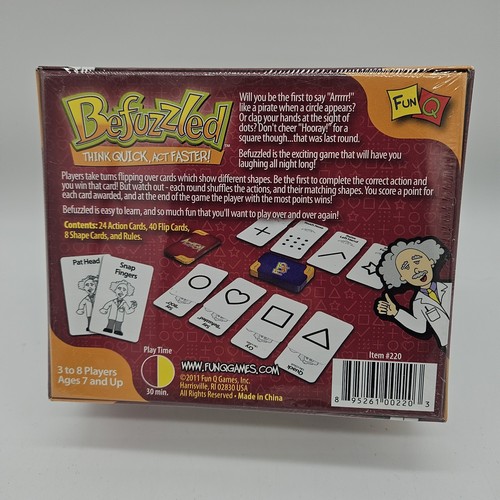 Befuzzled™
THINK QUICK, ACT FASTER!
Will you be the first to say "Arrrr!"
like a pirate when a circle appears?
Or clap your hands at the sight of
dots? Don't cheer "Hooray!" for a
square though...that was last round.
Befuzzled is the exciting game that will have you
laughing all night long!
FUN Q
Players take turns flipping over cards which show different shapes. Be the first to complete the correct action and
you win that card! But watch out - each round shuffles the actions, and their matching shapes. You score a point for
each card awarded, and at the end of the game the player with the most points wins!
Befuzzled is easy to learn, and so much fun that you'll want to play over and over again!
Contents: 24 Action Cards, 40 Flip Cards,
8 Shape Cards, and Rules.
Pat Head
Snap
Fingers
3 to 8 Players
Ages 7 and Up
Play Time
30 min.
WWW.FUNQGAMES.COM
©2011 Fun Q Games, Inc.
Harrisville, RI 02830 USA
All Rights Reserved • Made in China
Item #220
8 95261 00220 3